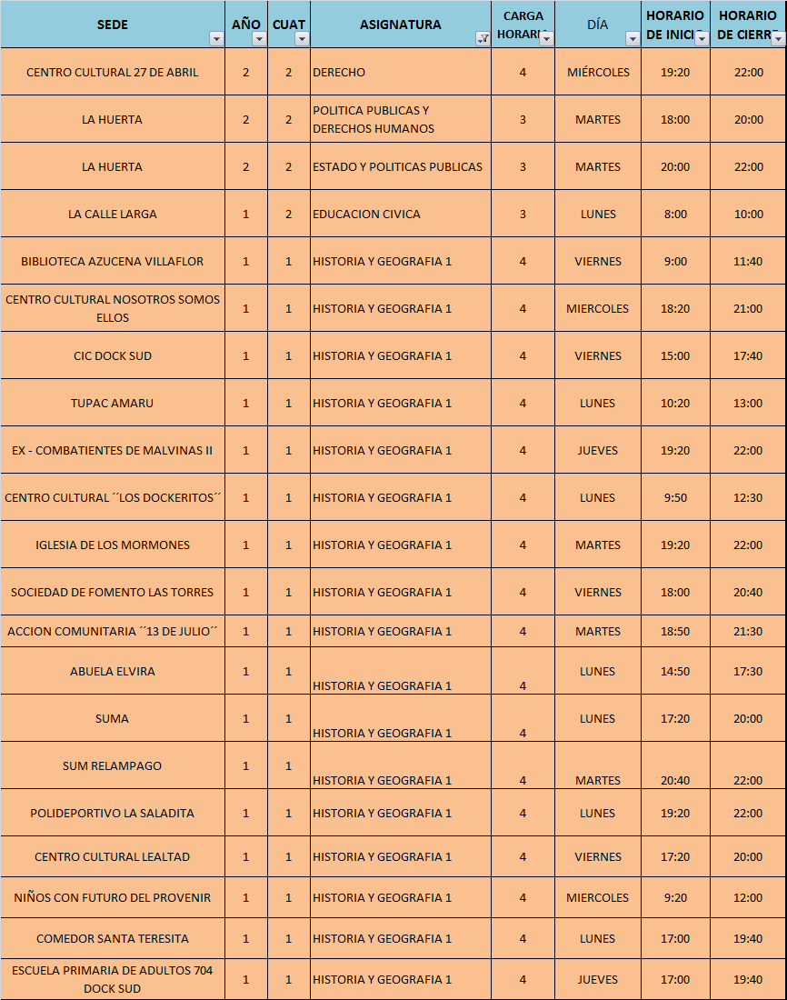 SEDE AÑO CUAT ASIGNATURA CARGA HORARI DÍA HORARIO DE INICI HORARIO DE CIERRE
CENTRO CULTURAL 27 DE ABRIL 2 2 DERECHO 4 MIÉRCOLES 19:20 22:00
LA HUERTA 2 2 POLITICA PUBLICAS Y DERECHOS HUMANOS 3 MARTES 18:00 20:00
LA HUERTA 2 2 ESTADO Y POLITICAS PUBLICAS 3 MARTES 20:00 22:00
LA CALLE LARGA 1 2 EDUCACION CIVICA 3 LUNES 8:00 10:00
BIBLIOTECA AZUCENA VILLAFLOR 1 1 HISTORIA Y GEOGRAFIA 1 4 VIERNES 9:00 11:40
CENTRO CULTURAL NOSOTROS SOMOS ELLOS 1 1 HISTORIA Y GEOGRAFIA 1 4 MIERCOLES 18:20 21:00
CIC DOCK SUD 1 1 HISTORIA Y GEOGRAFIA 1 4 VIERNES 15:00 17:40
TUPAC AMARU 1 1 HISTORIA Y GEOGRAFIA 1 4 LUNES 10:20 13:00
EX - COMBATIENTES DE MALVINAS II 1 1 HISTORIA Y GEOGRAFIA 1 4 JUEVES 19:20 22:00
CENTRO CULTURAL ´´LOS DOCKERITOS´´ 1 1 HISTORIA Y GEOGRAFIA 1 4 LUNES 9:50 12:30
IGLESIA DE LOS MORMONES 1 1 HISTORIA Y GEOGRAFIA 1 4 MARTES 19:20 22:00
SOCIEDAD DE FOMENTO LAS TORRES 1 1 HISTORIA Y GEOGRAFIA 1 4 VIERNES 18:00 20:40
ACCION COMUNITARIA ´´13 DE JULIO´´ 1 1 HISTORIA Y GEOGRAFIA 1 4 MARTES 18:50 21:30
ABUELA ELVIRA 1 1 HISTORIA Y GEOGRAFIA 1 4 LUNES 14:50 17:30
SUMA 1 1 HISTORIA Y GEOGRAFIA 1 4 LUNES 17:20 20:00
SUM RELAMPAGO 1 1 HISTORIA Y GEOGRAFIA 1 4 MARTES 20:40 22:00
POLIDEPORTIVO LA SALADITA 1 1 HISTORIA Y GEOGRAFIA 1 4 LUNES 19:20 22:00
CENTRO CULTURAL LEALTAD 1 1 HISTORIA Y GEOGRAFIA 1 4 VIERNES 17:20 20:00
NIÑOS CON FUTURO DEL PROVENIR 1 1 HISTORIA Y GEOGRAFIA 1 4 MIERCOLES 9:20 12:00
COMEDOR SANTA TERESITA 1 1 HISTORIA Y GEOGRAFIA 1 4 LUNES 17:00 19:40
ESCUELA PRIMARIA DE ADULTOS 704 DOCK SUD 1 1 HISTORIA Y GEOGRAFIA 1 4 JUEVES 17:00 19:40